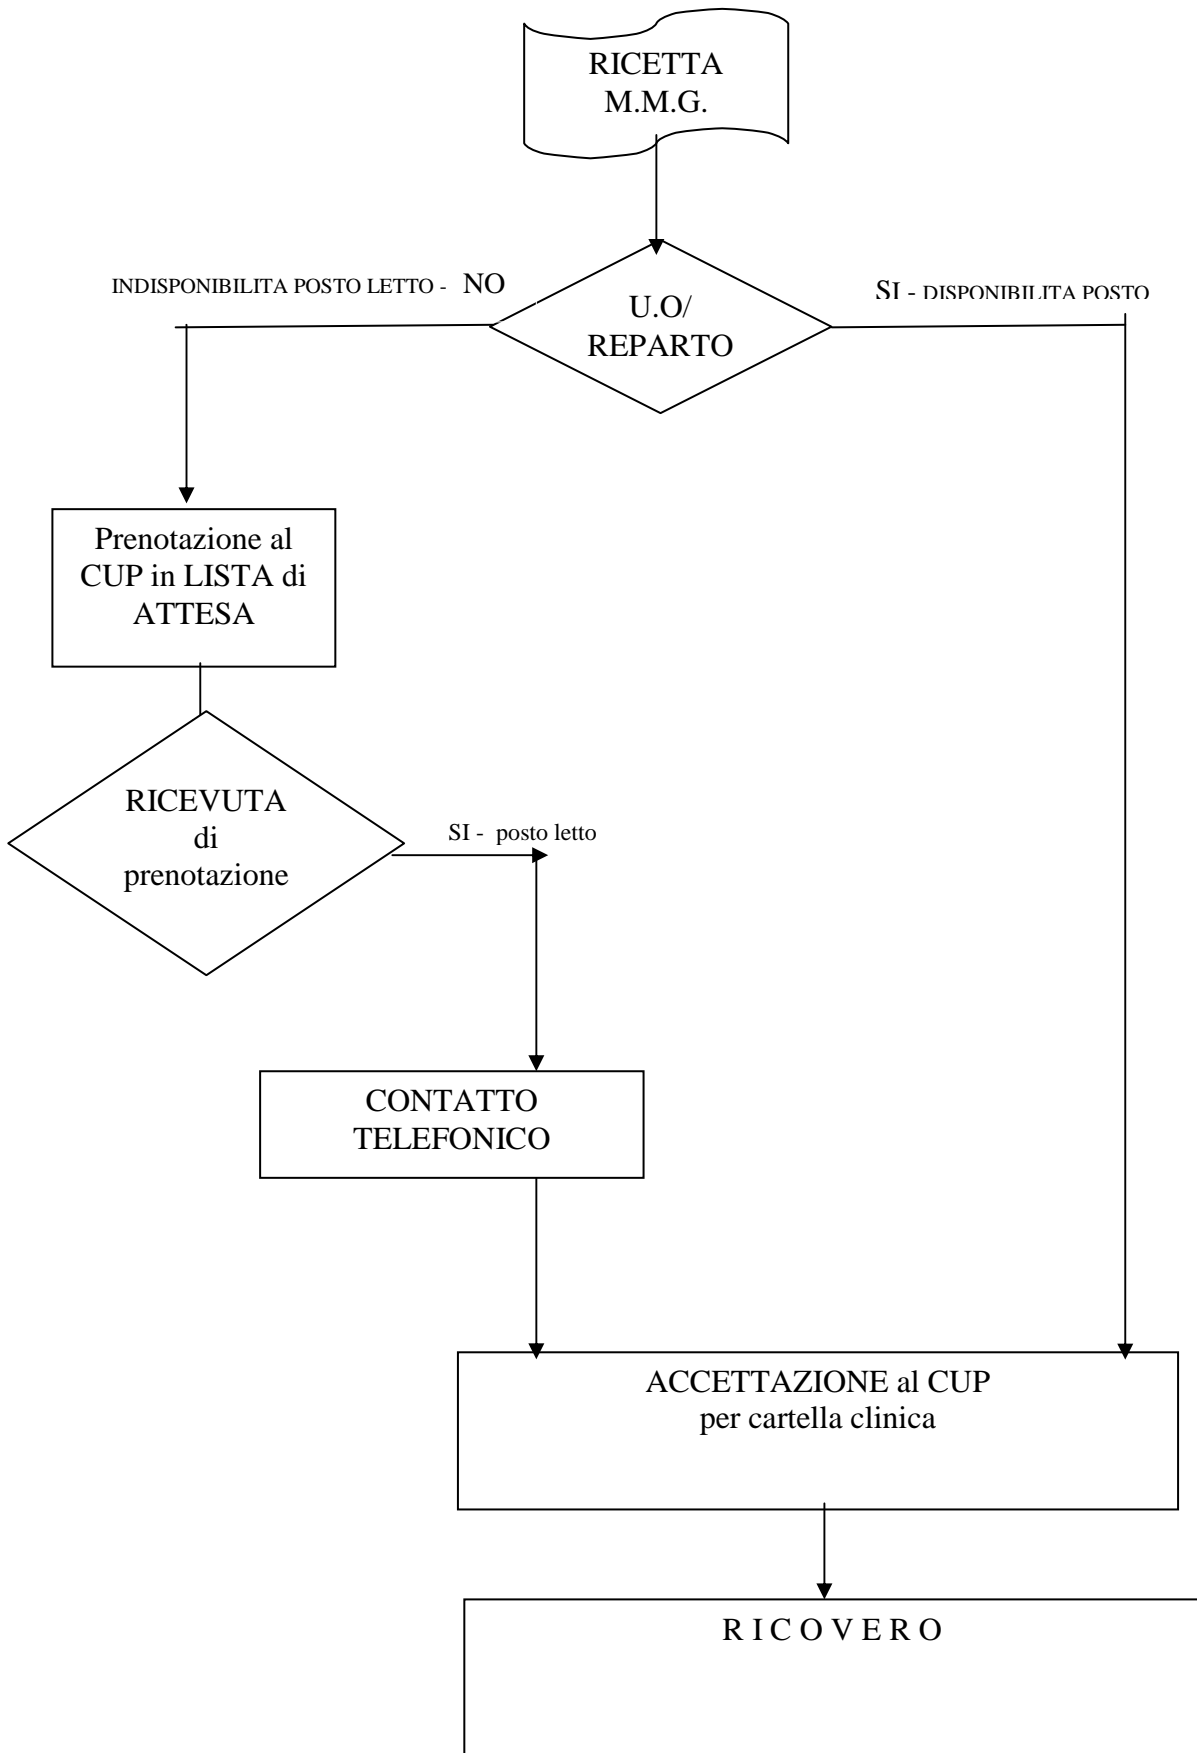 RICETTA
M.M.G.
INDISPONIBILITA POSTO LETTO - NO
SI - DISPONIBILITA POSTO
U.O/
REPARTO
Prenotazione al
CUP in LISTA di
ATTESA
RICEVUTA
di
prenotazione
SI - posto letto
CONTATTO
TELEFONICO
ACCETTAZIONE al CUP
per cartella clinica
R I C O V E R O